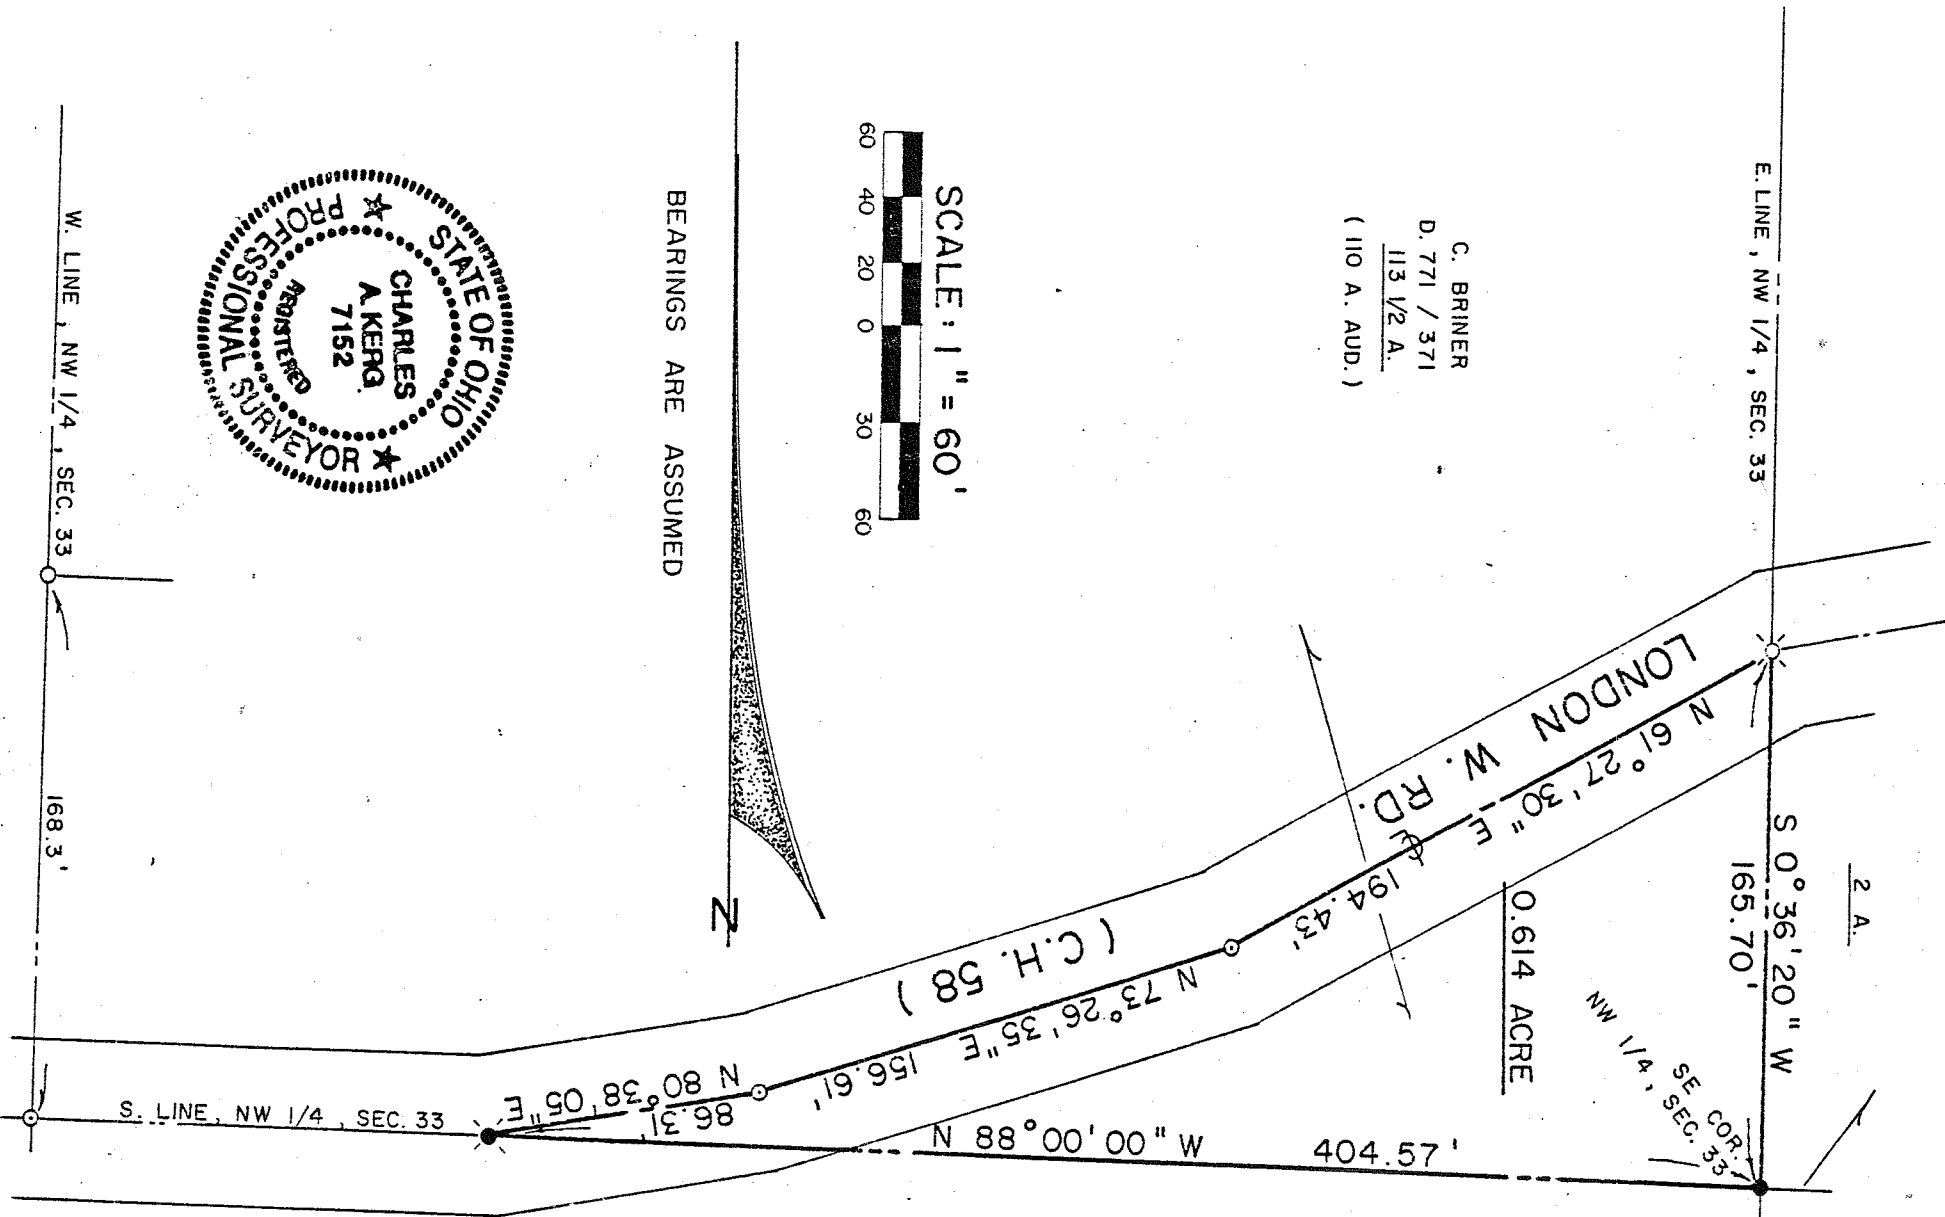 E. LINE, NW 1/4, SEC. 33
C. BRINER
D. 771 / 371
113 1/2 A.
( 110 A. AUD. )
SCALE: 1" = 60'
60 40 20 0 30 60
BEARINGS ARE ASSUMED
N
STATE OF OHIO
CHARLES
A. KERG
7152
REGISTERED
PROFESSIONAL SURVEYOR
W. LINE, NW 1/4, SEC. 33
168.3'
LONDON W. RD.
( C.H. 58 )
N 61° 27' 30" E
194.43'
N 73° 26' 35" E 156.61'
N 80° 38' 05" E
86.31'
S. LINE, NW 1/4, SEC. 33
N 88° 00' 00" W 404.57'
S 0° 36' 20" W
165.70'
2 A.
0.614 ACRE
SE COR.
NW 1/4, SEC. 33